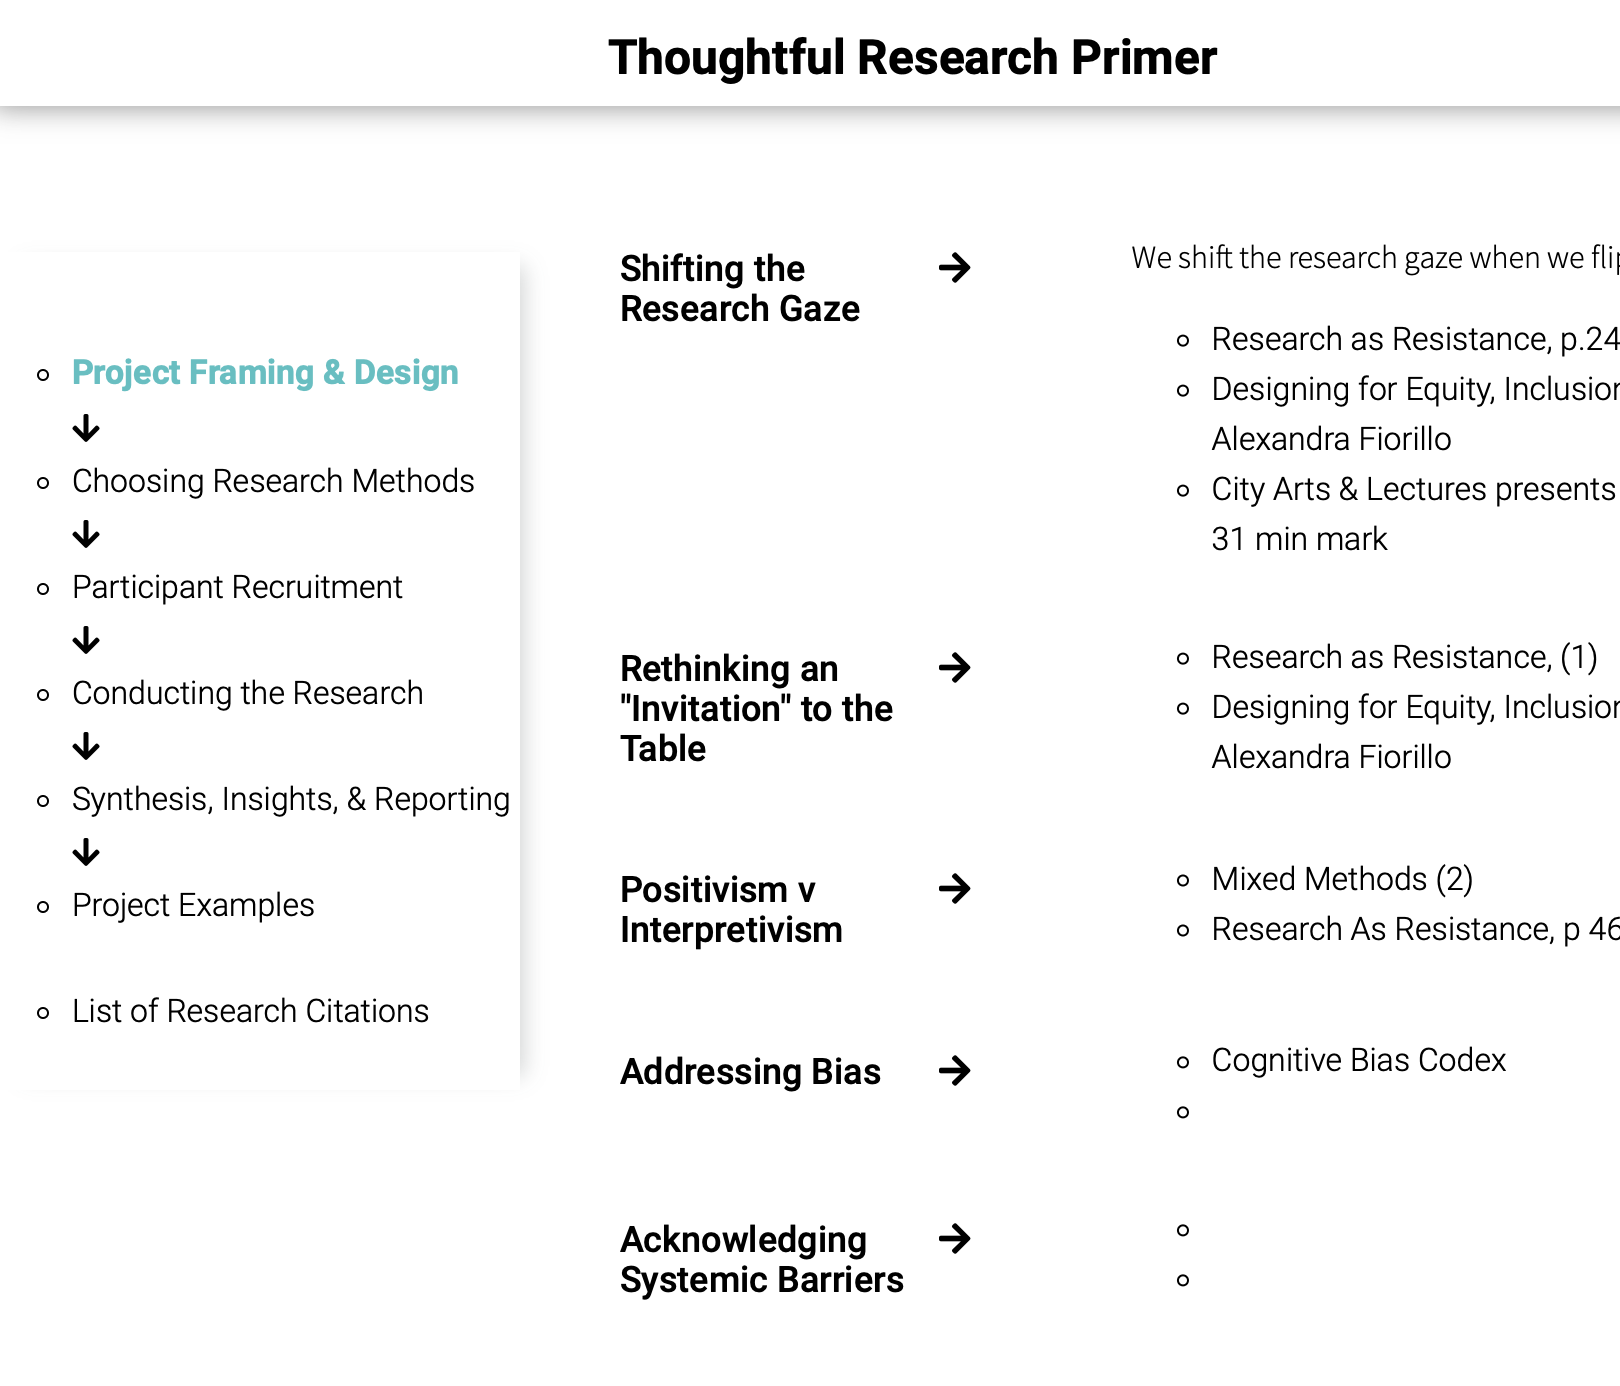 Thoughtful Research Primer
Project Framing & Design
Choosing Research Methods
Participant Recruitment
Conducting the Research
Synthesis, Insights, & Reporting
Project Examples
List of Research Citations
Shifting the
Research Gaze
We shift the research gaze when we
Research as Resistance, p.24
Designing for Equity,
Alexandra Fiorillo
City Arts & Lectures presents
31 min mark
Rethinking an
"Invitation" to the
Table
Research as Resistance, (1)
Designing for Equity,
Alexandra Fiorillo
Positivism v
Interpretivism
Mixed Methods (2)
Research As Resistance, p 46
Addressing Bias
Cognitive Bias Codex
Acknowledging
Systemic Barriers